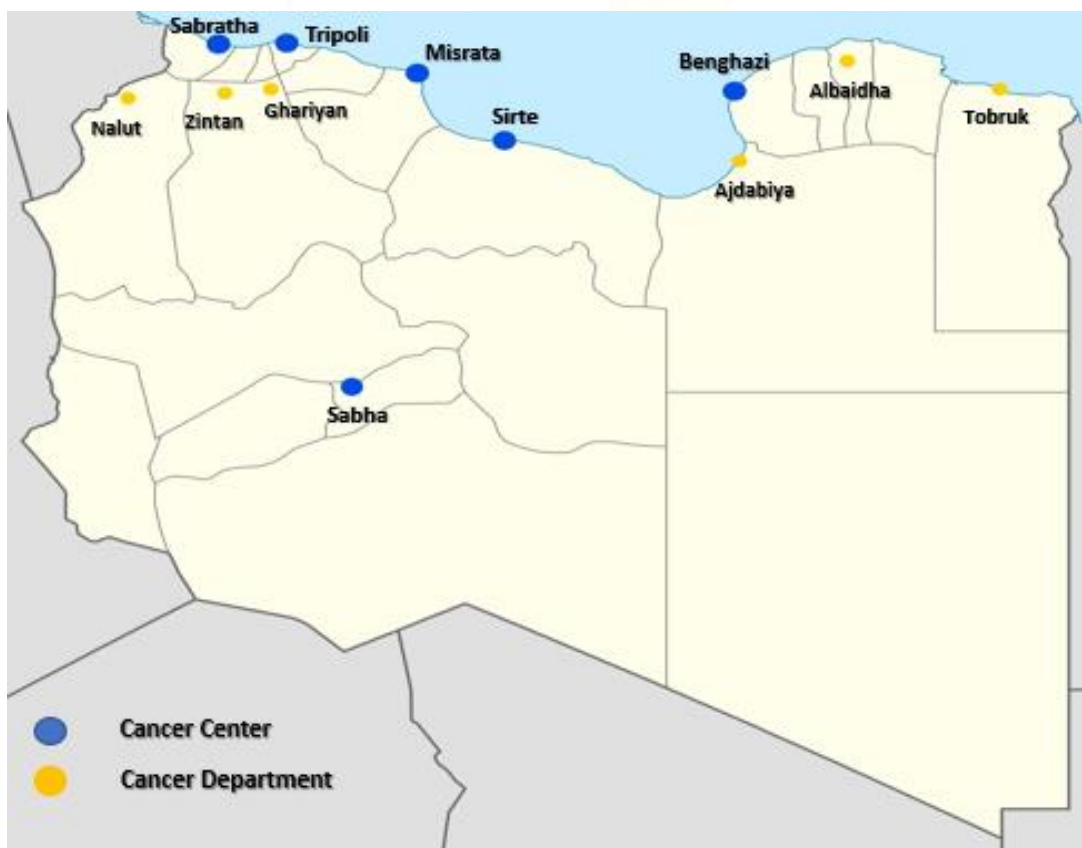 Sabratha
Tripoli
Misrata
Benghazi
Albaidha
Nalut
Zintan
Ghariyan
Sirte
Tobruk
Ajdabiya
Sabha
Cancer Center
Cancer Department